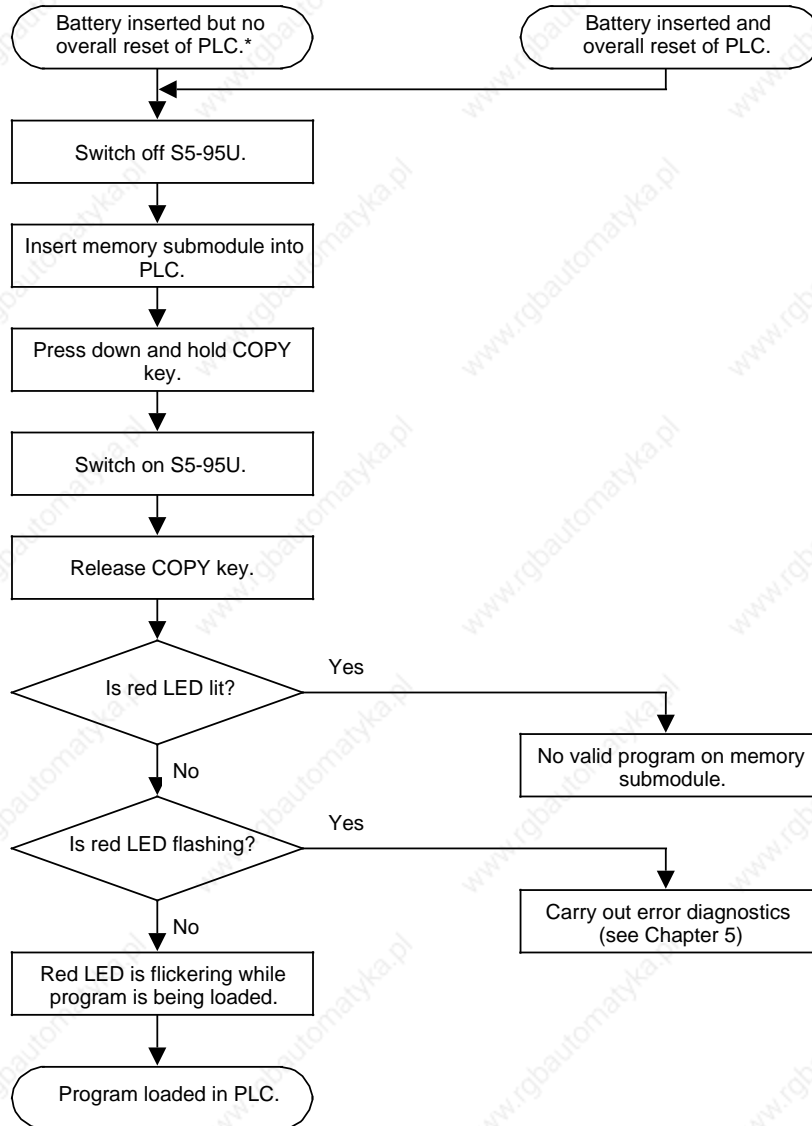 Battery inserted but no
overall reset of PLC.*
Battery inserted and
overall reset of PLC.
Switch off S5-95U.
Insert memory submodule into
PLC.
Press down and hold COPY
key.
Switch on S5-95U.
Release COPY key.
Is red LED lit?
Yes
No valid program on memory
submodule.
No
Is red LED flashing?
Yes
Carry out error diagnostics
(see Chapter 5)
No
Red LED is flickering while
program is being loaded.
Program loaded in PLC.
www.rgbautomatyka.pl